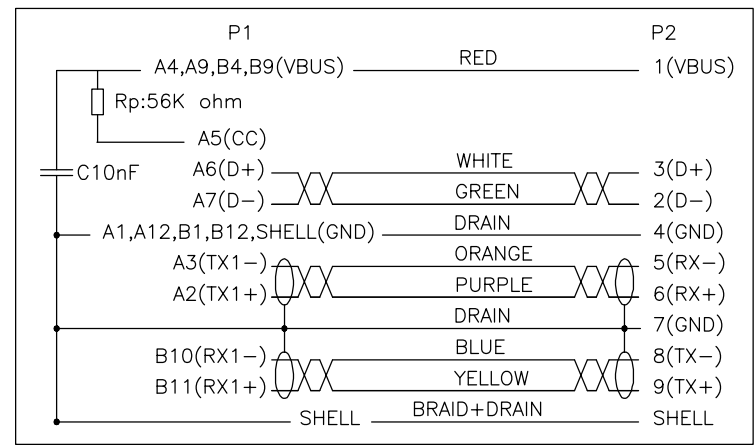 P1 P2
A4,A9,B4,B9(VBUS) RED 1(VBUS)
Rp:56K ohm
A5(CC)
C10nF
A6(D+) WHITE 3(D+)
A7(D-) GREEN 2(D-)
A1,A12,B1,B12,SHELL(GND) DRAIN 4(GND)
A3(TX1-) ORANGE 5(RX-)
A2(TX1+) PURPLE 6(RX+)
DRAIN 7(GND)
B10(RX1-) BLUE 8(TX-)
B11(RX1+) YELLOW 9(TX+)
SHELL BRAID+DRAIN SHELL